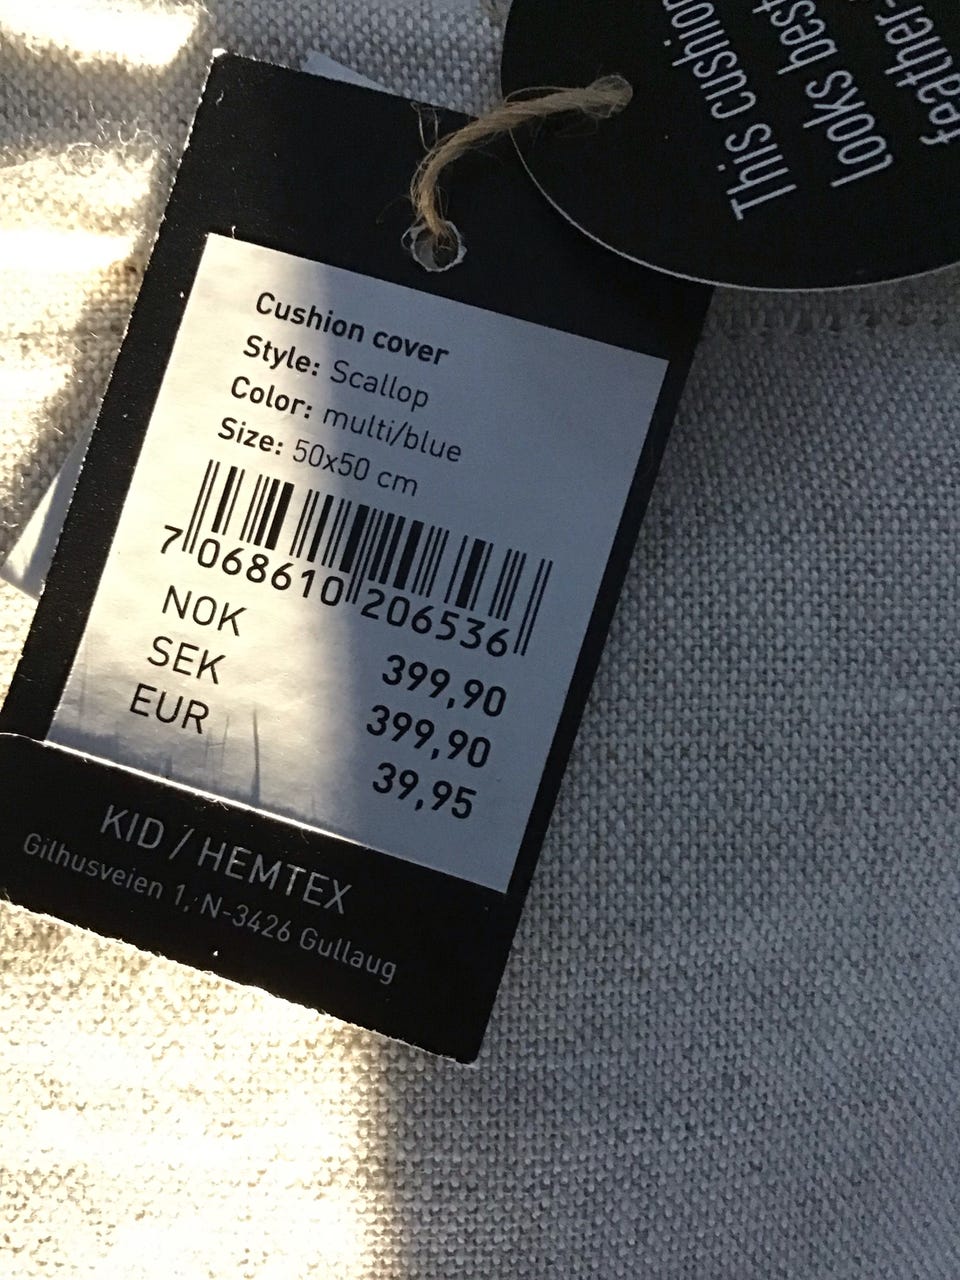 This cushion
looks best
feather-
Cushion cover
Style: Scallop
Color: multi/blue
Size: 50x50 cm
7 068610 206536
NOK 399,90
SEK 399,90
EUR 39,95
KID / HEMTEX
Gilhusveien 1, N-3426 Gullaug